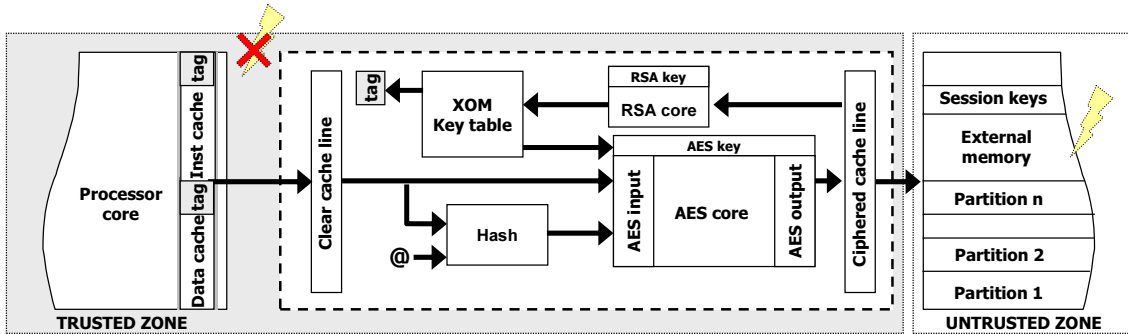 Processor
core
Data cache
tag
Inst cache
tag
Clear cache line
tag
XOM
Key table
RSA key
RSA core
AES key
AES input
AES core
AES output
Hash
@
Ciphered cache line
Session keys
External
memory
Partition n
Partition 2
Partition 1
TRUSTED ZONE
UNTRUSTED ZONE